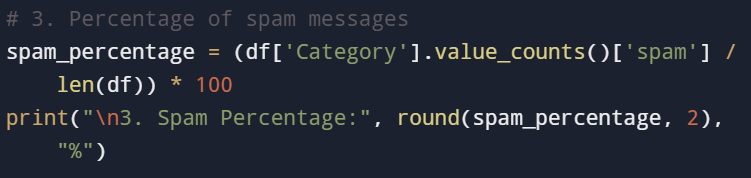 # 3. Percentage of spam messages
spam_percentage = (df['Category'].value_counts()['spam'] /
    len(df)) * 100
print("\n3. Spam Percentage:", round(spam_percentage, 2),
    "%")